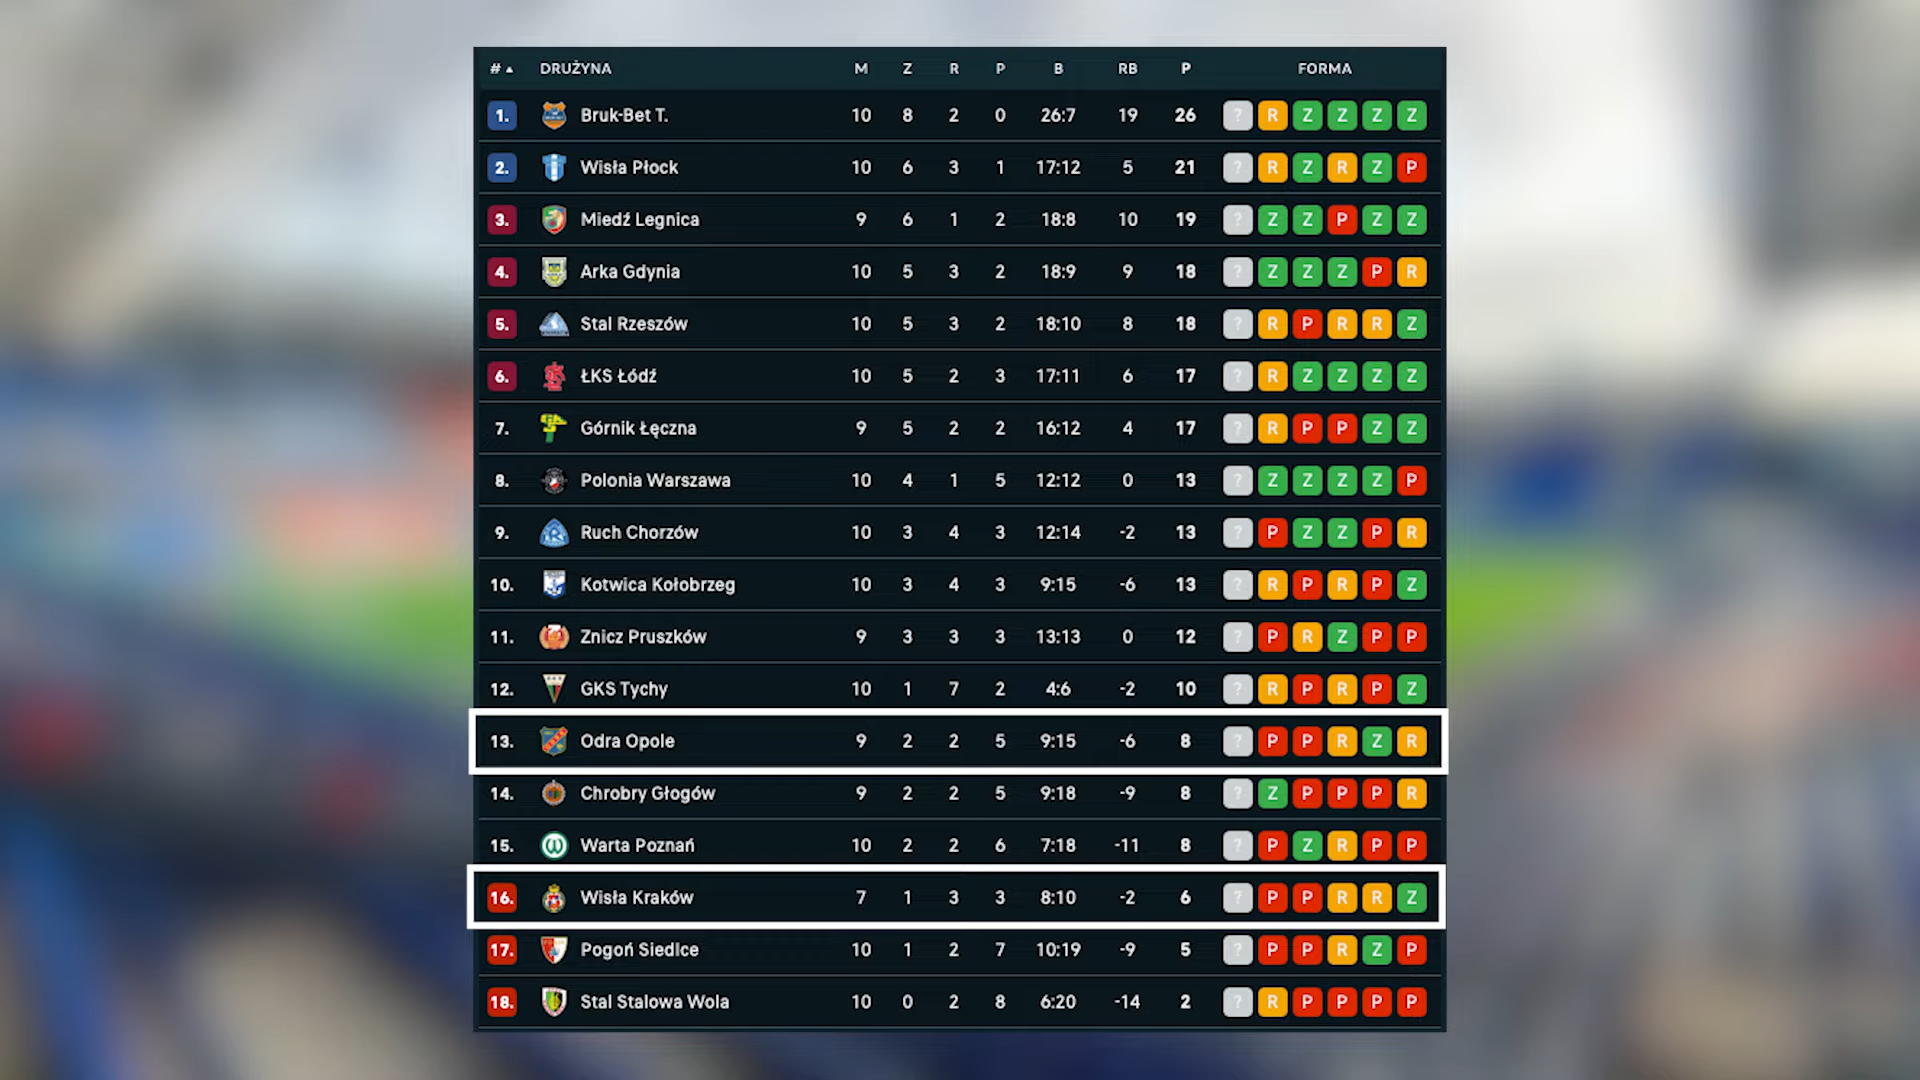 # ▲ DRUŻYNA M Z R P B RB P FORMA
1. Bruk-Bet T. 10 8 2 0 26:7 19 26 ? R Z Z Z Z
2. Wisła Płock 10 6 3 1 17:12 5 21 ? R Z R Z P
3. Miedź Legnica 9 6 1 2 18:8 10 19 ? Z Z P Z Z
4. Arka Gdynia 10 5 3 2 18:9 9 18 ? Z Z Z P R
5. Stal Rzeszów 10 5 3 2 18:10 8 18 ? R P R R Z
6. ŁKS Łódź 10 5 2 3 17:11 6 17 ? R Z Z Z Z
7. Górnik Łęczna 9 5 2 2 16:12 4 17 ? R P P Z Z
8. Polonia Warszawa 10 4 1 5 12:12 0 13 ? Z Z Z Z P
9. Ruch Chorzów 10 3 4 3 12:14 -2 13 ? P Z Z P R
10. Kotwica Kołobrzeg 10 3 4 3 9:15 -6 13 ? R P R P Z
11. Znicz Pruszków 9 3 3 3 13:13 0 12 ? P R Z P P
12. GKS Tychy 10 1 7 2 4:6 -2 10 ? R P R P Z
13. Odra Opole 9 2 2 5 9:15 -6 8 ? P P R Z R
14. Chrobry Głogów 9 2 2 5 9:18 -9 8 ? Z P P P R
15. Warta Poznań 10 2 2 6 7:18 -11 8 ? P Z R P P
16. Wisła Kraków 7 1 3 3 8:10 -2 6 ? P P R R Z
17. Pogoń Siedlce 10 1 2 7 10:19 -9 5 ? P P R Z P
18. Stal Stalowa Wola 10 0 2 8 6:20 -14 2 ? R P P P P